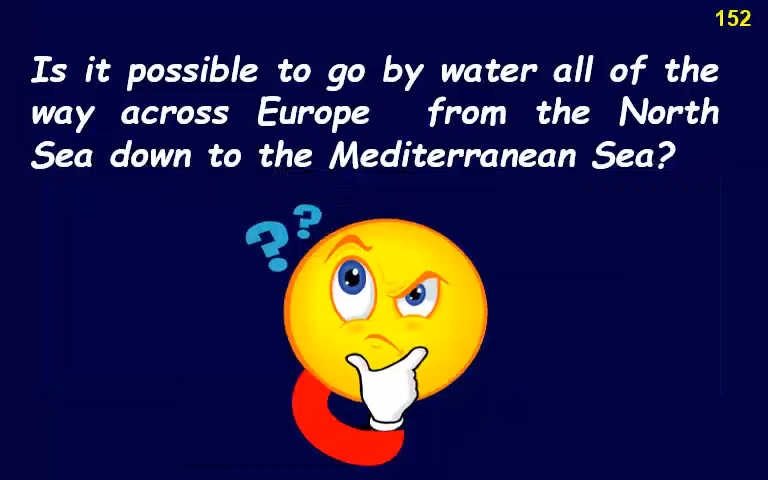 152
Is it possible to go by water all of the
way across Europe from the North
Sea down to the Mediterranean Sea?
? ?